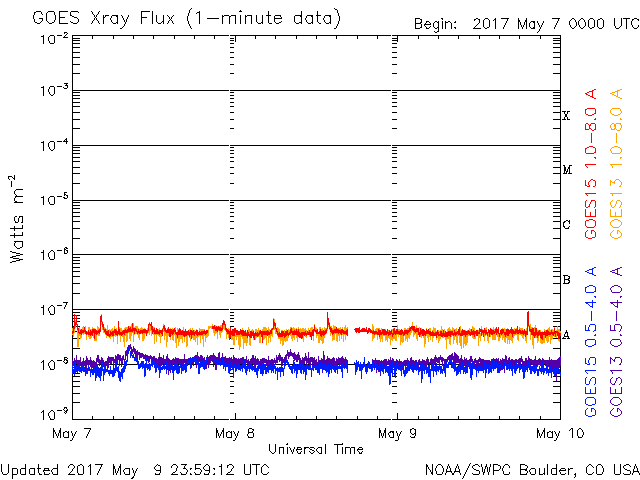 GOES Xray Flux (1-minute data)
Begin: 2017 May 7 0000 UTC
10⁻²
10⁻³
10⁻⁴
10⁻⁵
10⁻⁶
10⁻⁷
10⁻⁸
10⁻⁹
Watts m⁻²
X
M
C
B
A
GOES15 1.0-8.0 A
GOES13 1.0-8.0 A
GOES15 0.5-4.0 A
GOES13 0.5-4.0 A
May 7 May 8 May 9 May 10
Universal Time
Updated 2017 May 9 23:59:12 UTC
NOAA/SWPC Boulder, CO USA